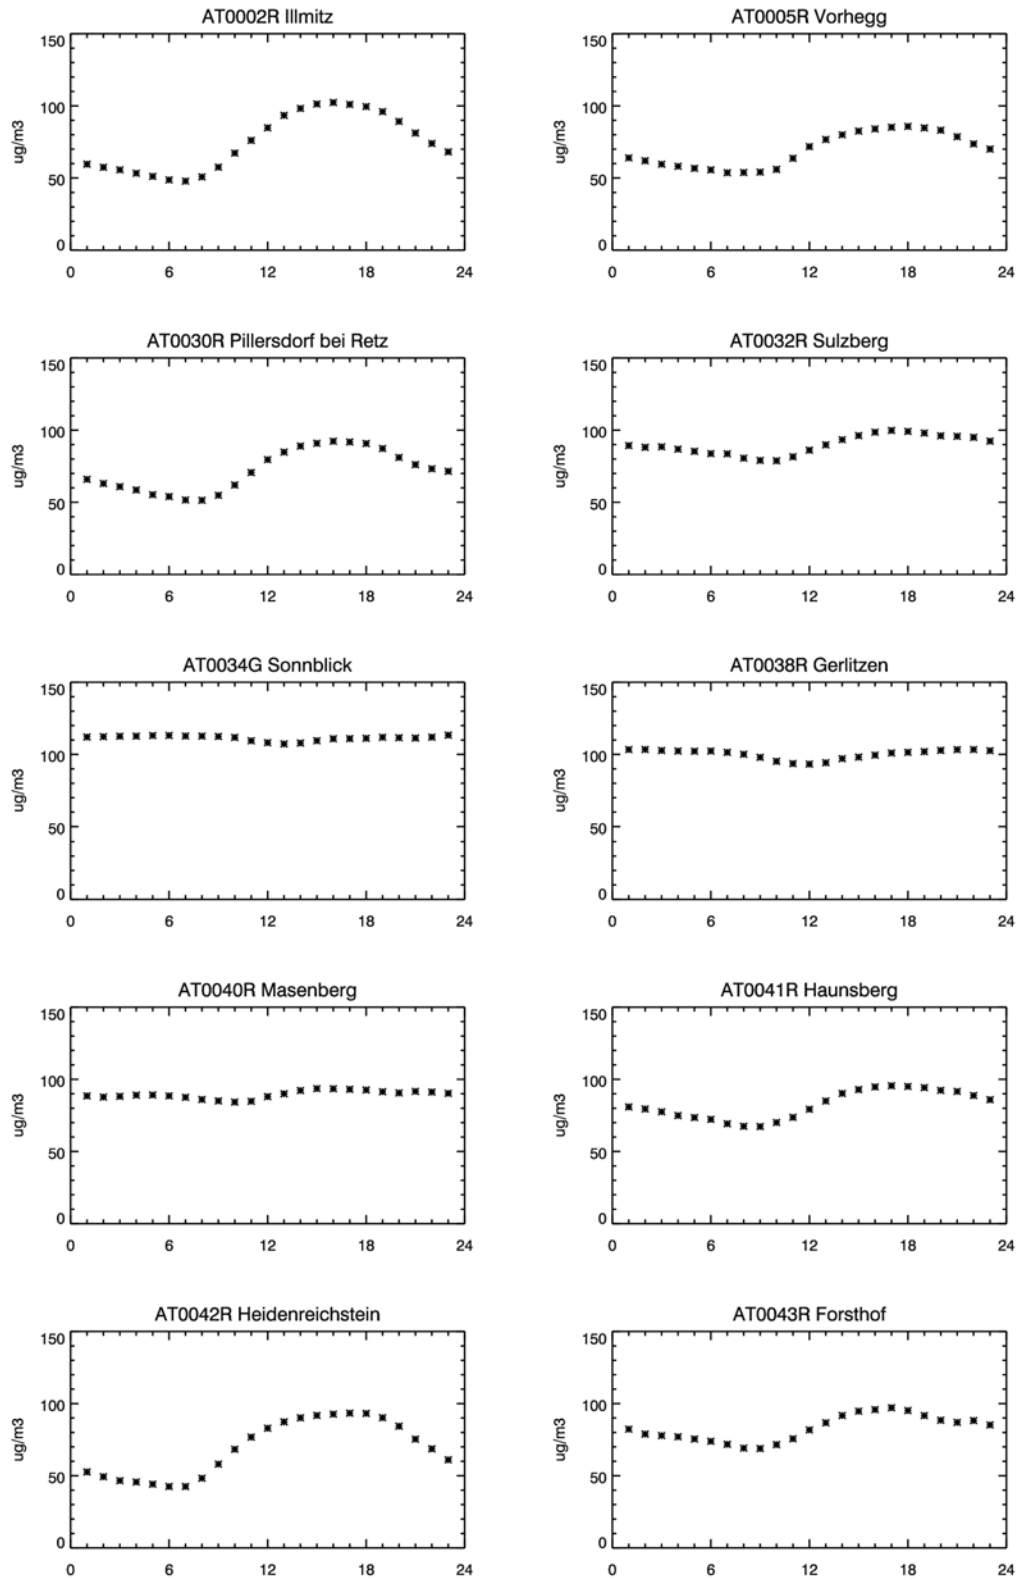 AT0002R Illmitz
150
100
50
0
ug/m3
0 6 12 18 24
AT0005R Vorhegg
150
100
50
0
ug/m3
0 6 12 18 24
AT0030R Pillersdorf bei Retz
150
100
50
0
ug/m3
0 6 12 18 24
AT0032R Sulzberg
150
100
50
0
ug/m3
0 6 12 18 24
AT0034G Sonnblick
150
100
50
0
ug/m3
0 6 12 18 24
AT0038R Gerlitzen
150
100
50
0
ug/m3
0 6 12 18 24
AT0040R Masenberg
150
100
50
0
ug/m3
0 6 12 18 24
AT0041R Haunsberg
150
100
50
0
ug/m3
0 6 12 18 24
AT0042R Heidenreichstein
150
100
50
0
ug/m3
0 6 12 18 24
AT0043R Forsthof
150
100
50
0
ug/m3
0 6 12 18 24